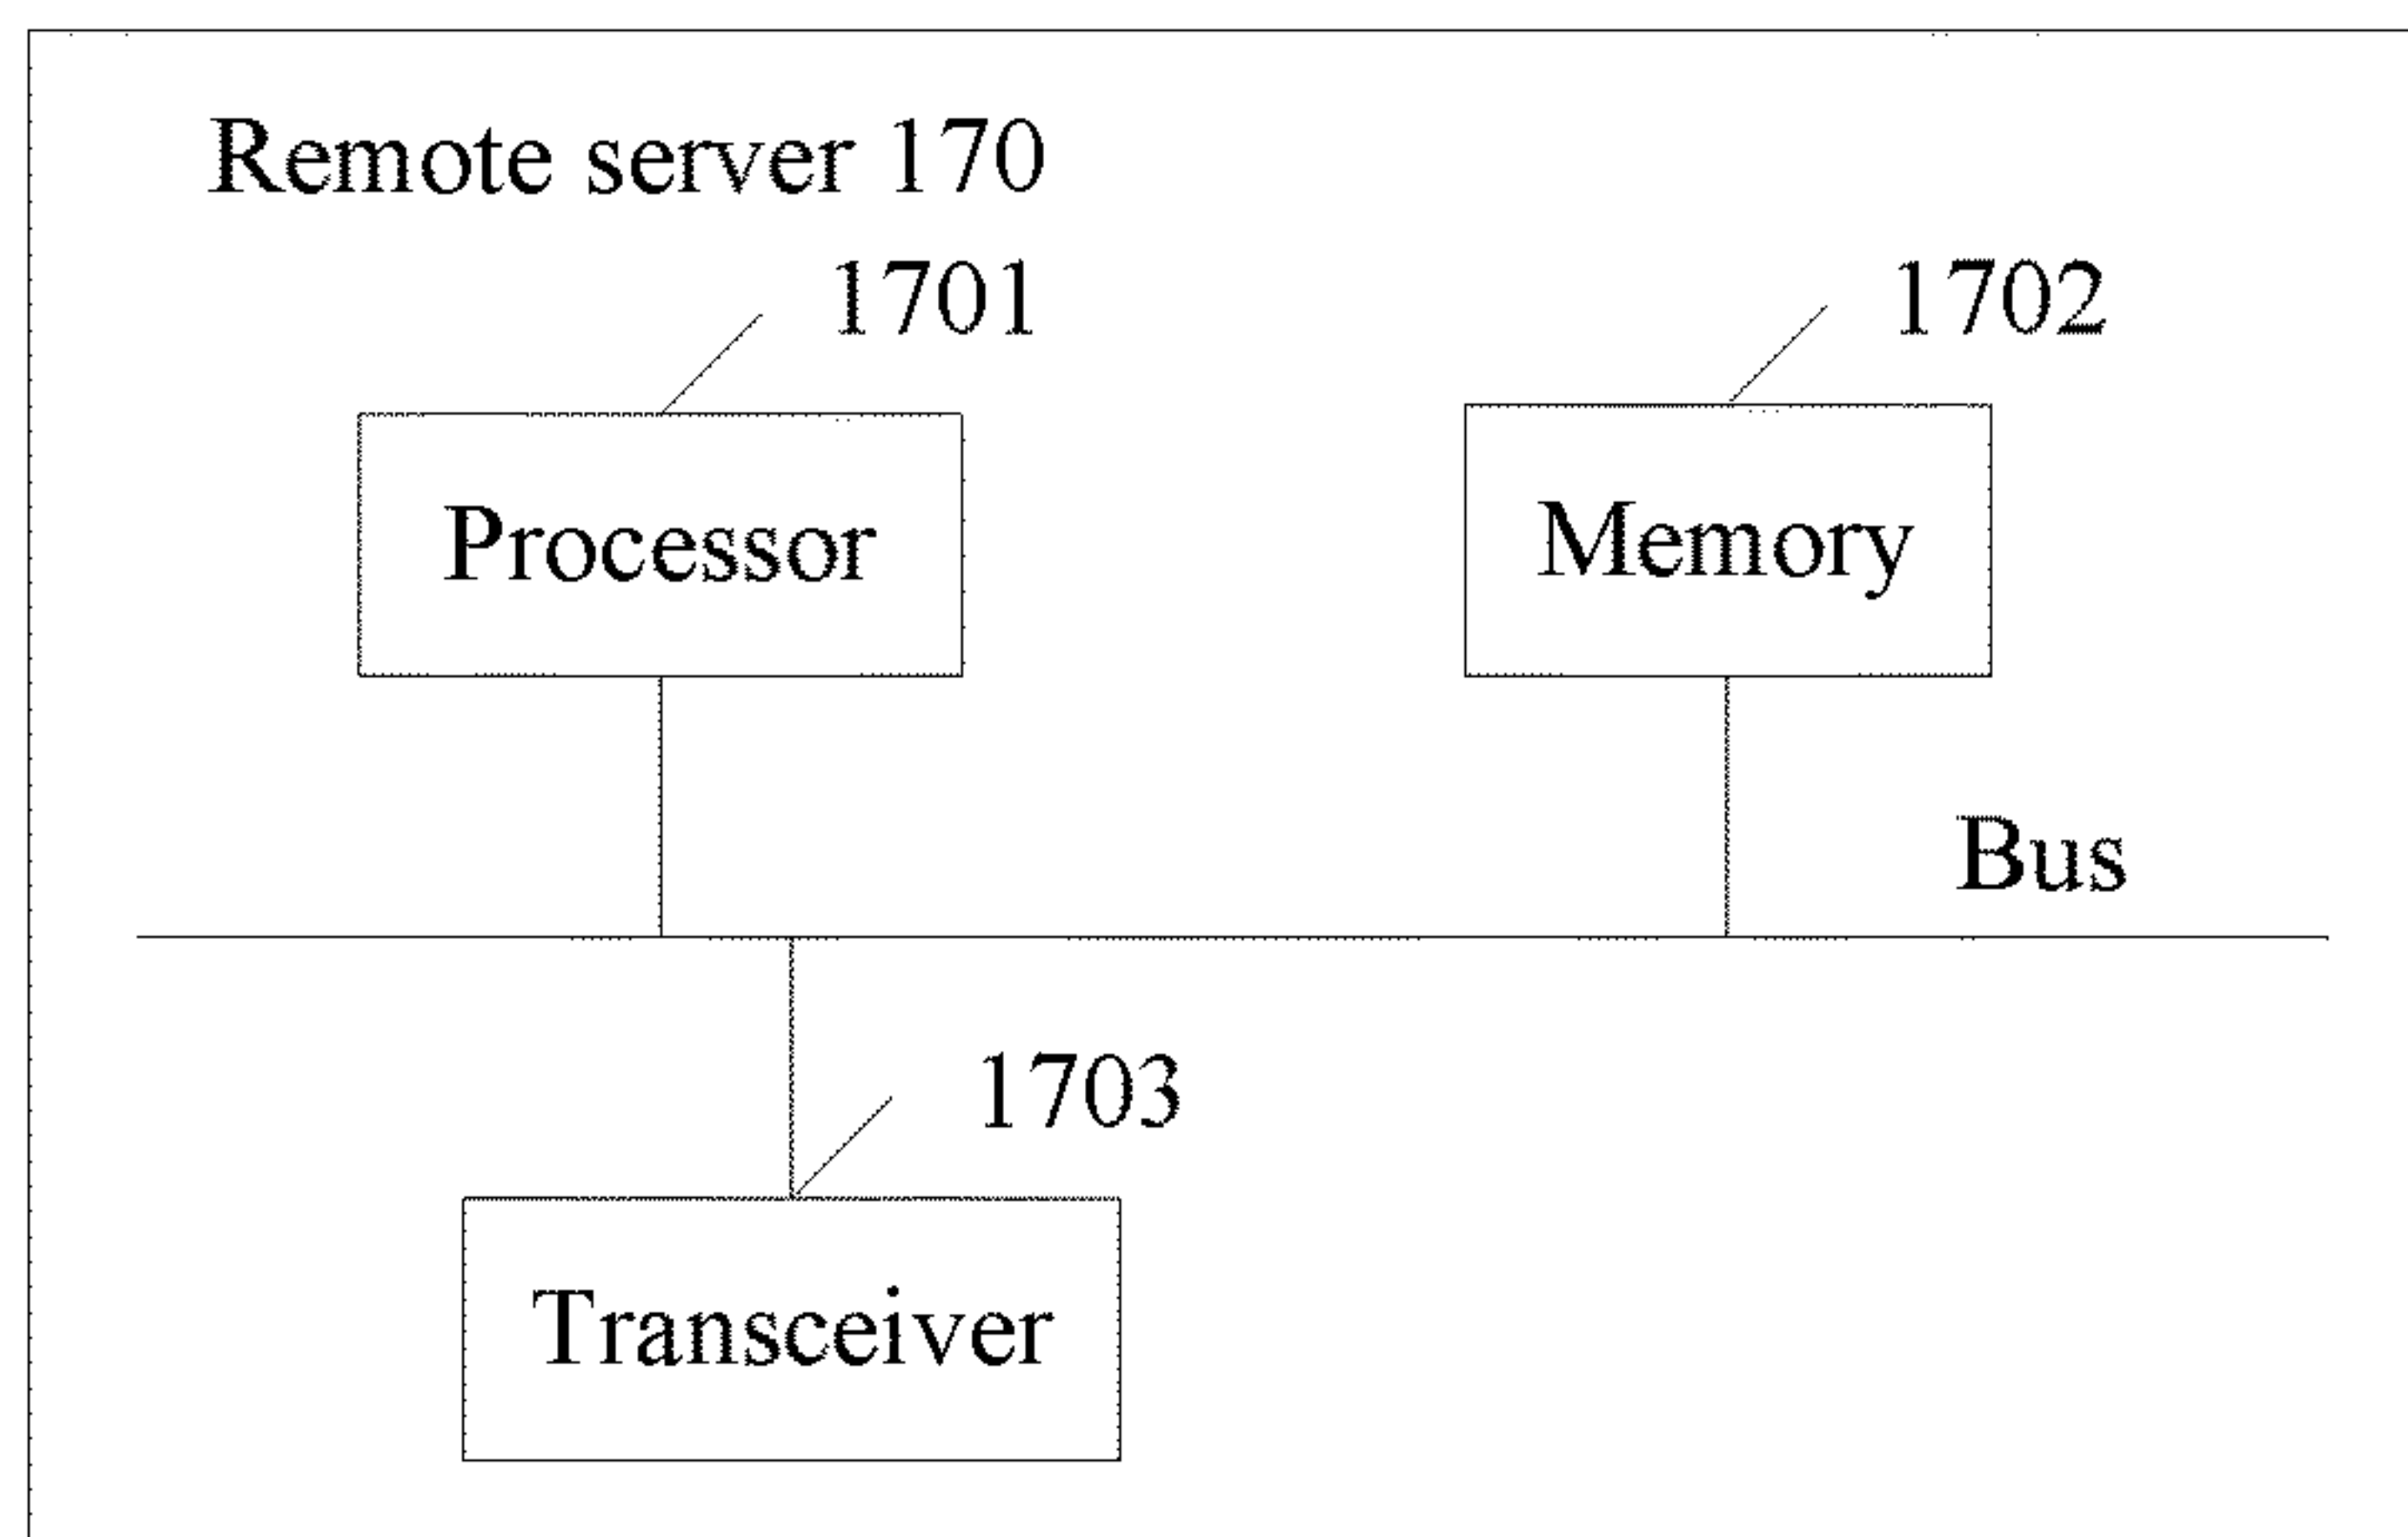 Remote server 170
1701
1702
Processor
Memory
Bus
1703
Transceiver